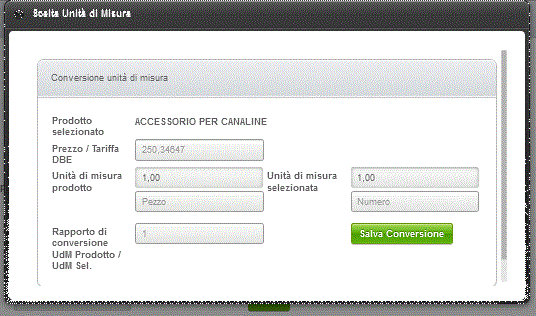 Scelta Unità di Misura
Conversione unità di misura
Prodotto selezionato ACCESSORIO PER CANALINE
Prezzo / Tariffa DBE 250,34647
Unità di misura prodotto 1,00 Unità di misura selezionata 1,00
Pezzo Numero
Rapporto di conversione UdM Prodotto / UdM Sel. 1 Salva Conversione